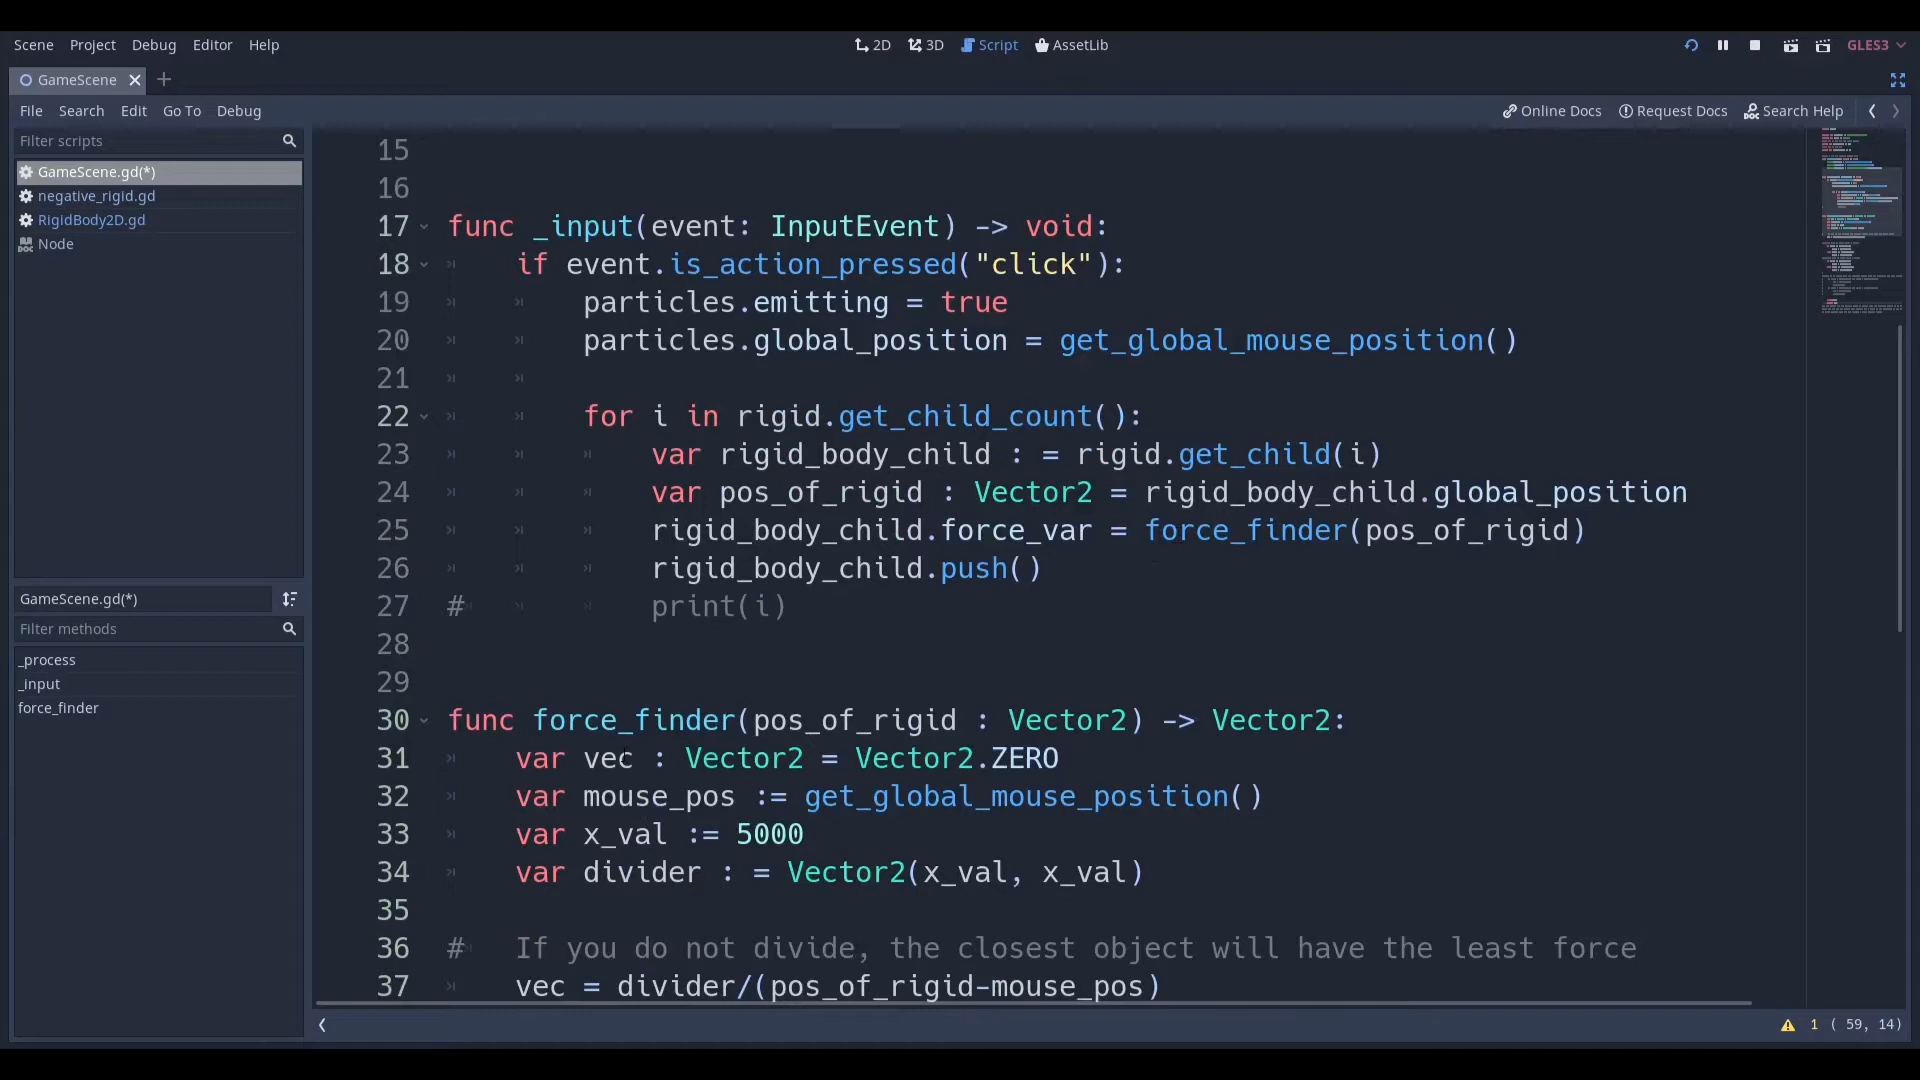 Scene Project Debug Editor Help 2D 3D Script AssetLib GLES3
GameScene
File Search Edit Go To Debug Online Docs Request Docs Search Help
Filter scripts
GameScene.gd(*)
negative_rigid.gd
RigidBody2D.gd
Node
GameScene.gd(*)
Filter methods
_process
_input
force_finder
15
16
17 func _input(event: InputEvent) -> void:
18 if event.is_action_pressed("click"):
19 particles.emitting = true
20 particles.global_position = get_global_mouse_position()
21
22 for i in rigid.get_child_count():
23 var rigid_body_child : = rigid.get_child(i)
24 var pos_of_rigid : Vector2 = rigid_body_child.global_position
25 rigid_body_child.force_var = force_finder(pos_of_rigid)
26 rigid_body_child.push()
27 # print(i)
28
29
30 func force_finder(pos_of_rigid : Vector2) -> Vector2:
31 var vec : Vector2 = Vector2.ZERO
32 var mouse_pos := get_global_mouse_position()
33 var x_val := 5000
34 var divider : = Vector2(x_val, x_val)
35
36 # If you do not divide, the closest object will have the least force
37 vec = divider/(pos_of_rigid-mouse_pos)
1 ( 59, 14)